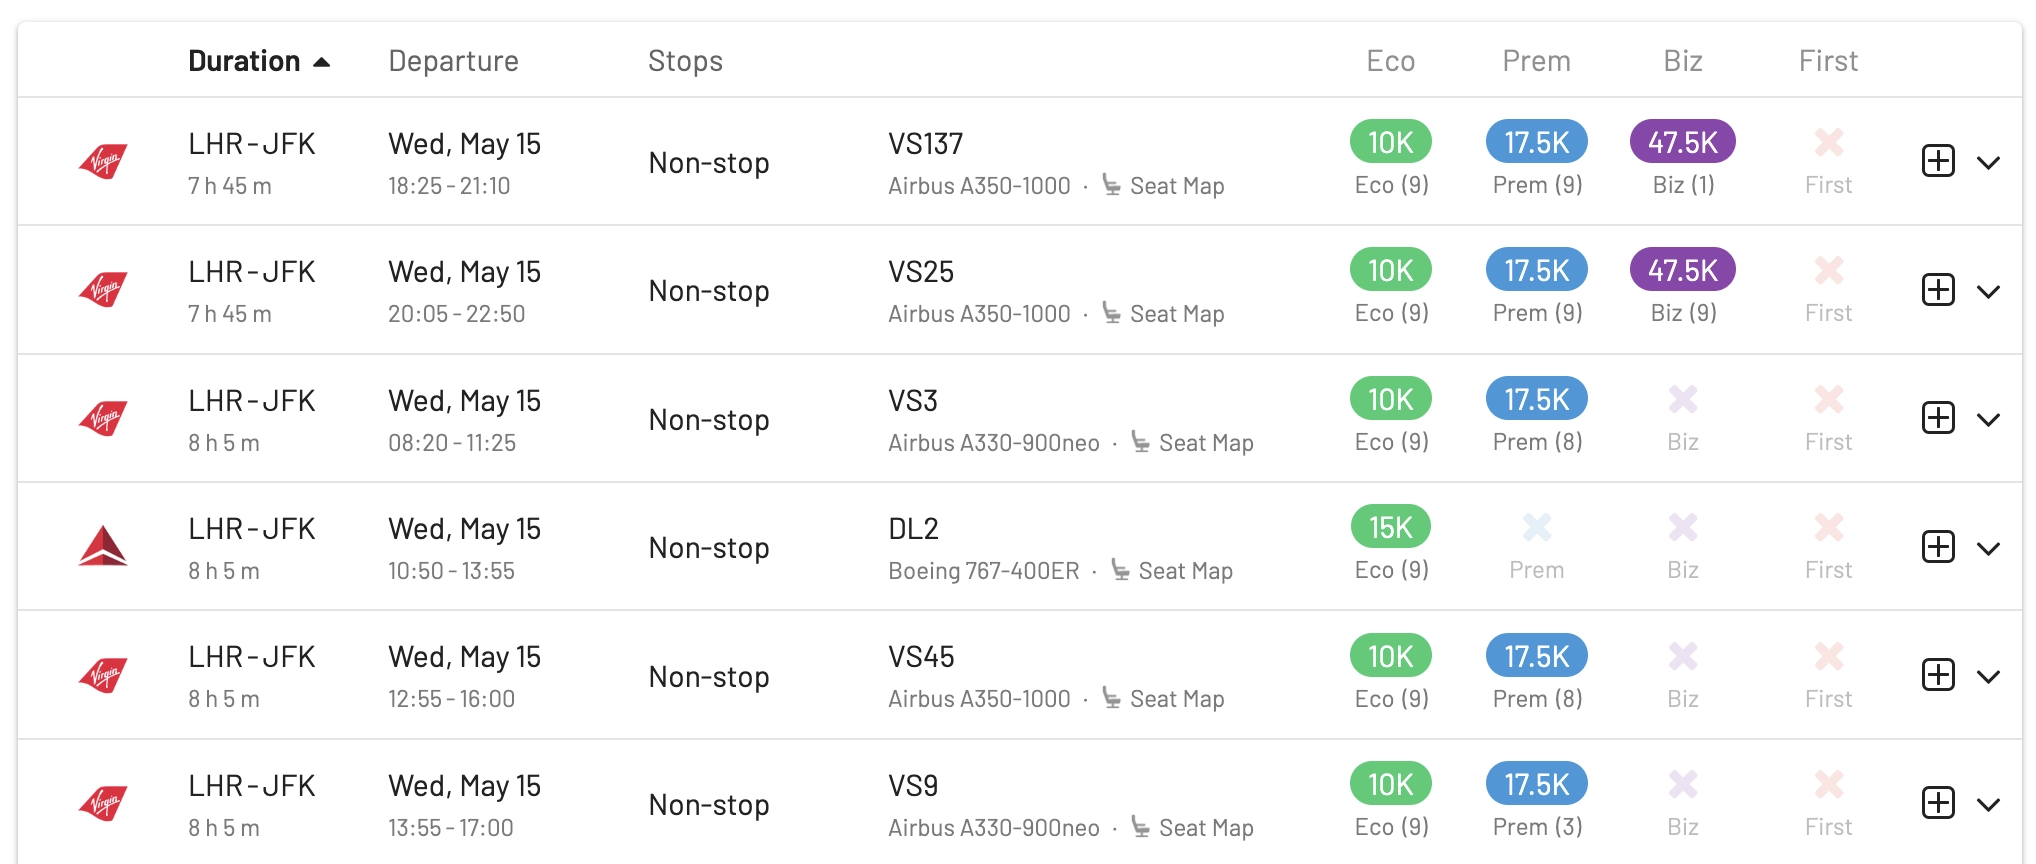 Duration Departure Stops Eco Prem Biz First
LHR-JFK Wed, May 15 Non-stop VS137 10K 17.5K 47.5K
Virgin
7 h 45 m 18:25 - 21:10 Airbus A350-1000 · Seat Map Eco (9) Prem (9) Biz (1) First
LHR-JFK Wed, May 15 Non-stop VS25 10K 17.5K 47.5K
Virgin
7 h 45 m 20:05 - 22:50 Airbus A350-1000 · Seat Map Eco (9) Prem (9) Biz (9) First
LHR-JFK Wed, May 15 Non-stop VS3 10K 17.5K
Virgin
8 h 5 m 08:20 - 11:25 Airbus A330-900neo · Seat Map Eco (9) Prem (8) Biz First
LHR-JFK Wed, May 15 Non-stop DL2 15K
8 h 5 m 10:50 - 13:55 Boeing 767-400ER · Seat Map Eco (9) Prem Biz First
LHR-JFK Wed, May 15 Non-stop VS45 10K 17.5K
Virgin
8 h 5 m 12:55 - 16:00 Airbus A350-1000 · Seat Map Eco (9) Prem (8) Biz First
LHR-JFK Wed, May 15 Non-stop VS9 10K 17.5K
Virgin
8 h 5 m 13:55 - 17:00 Airbus A330-900neo · Seat Map Eco (9) Prem (3) Biz First